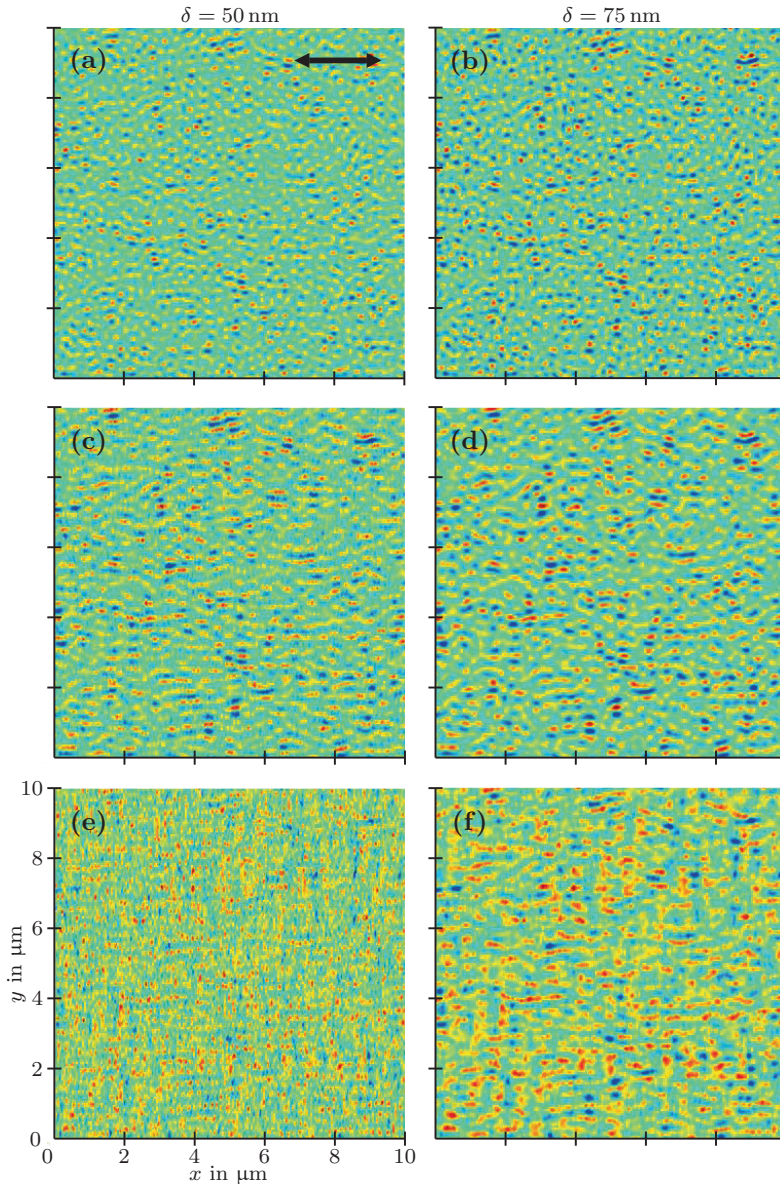 δ = 50 nm
δ = 75 nm
(a)
(b)
(c)
(d)
(e)
(f)
10
8
6
4
2
0
y in μm
0 2 4 6 8 10
x in μm